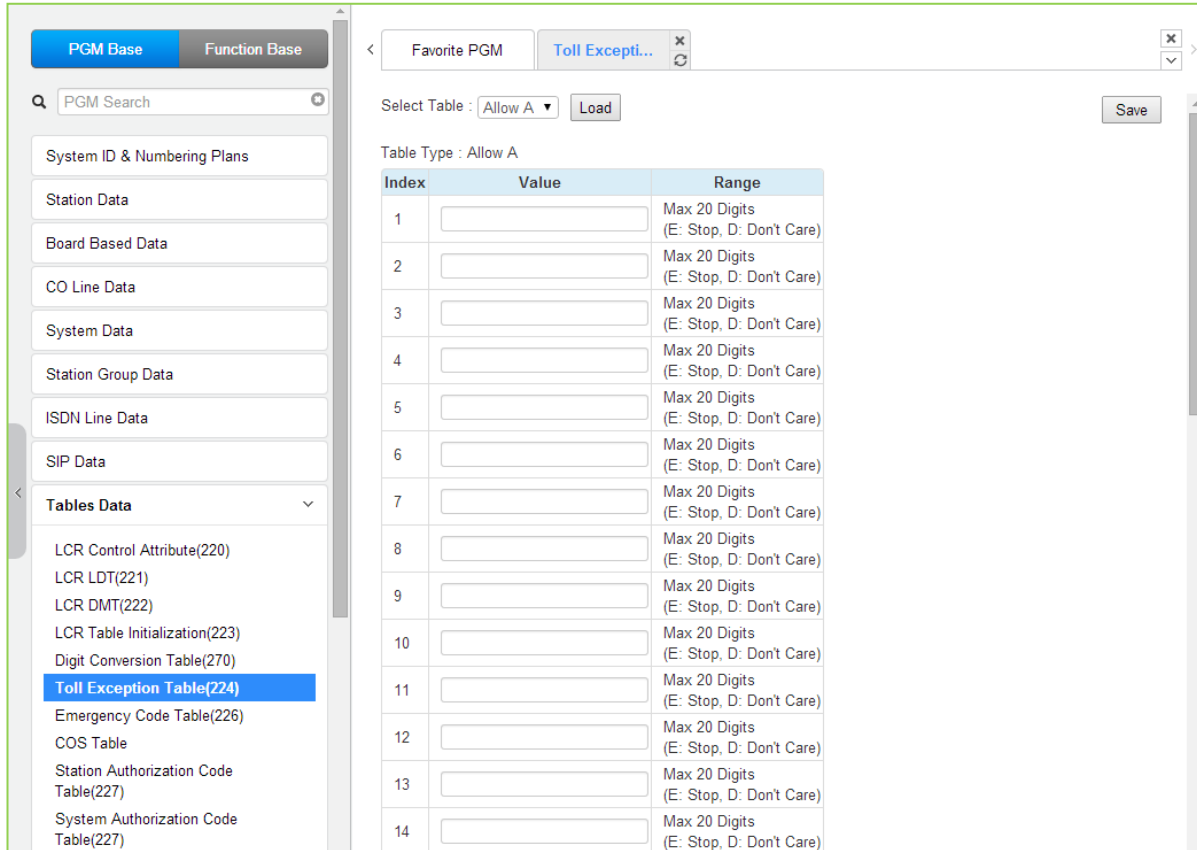 PGM Base
Function Base
PGM Search
System ID & Numbering Plans
Station Data
Board Based Data
CO Line Data
System Data
Station Group Data
ISDN Line Data
SIP Data
Tables Data
LCR Control Attribute(220)
LCR LDT(221)
LCR DMT(222)
LCR Table Initialization(223)
Digit Conversion Table(270)
Toll Exception Table(224)
Emergency Code Table(226)
COS Table
Station Authorization Code
Table(227)
System Authorization Code
Table(227)
Favorite PGM
Toll Excepti...
Select Table : Allow A
Load
Save
Table Type : Allow A
Index Value Range
1 Max 20 Digits
(E: Stop, D: Don't Care)
2 Max 20 Digits
(E: Stop, D: Don't Care)
3 Max 20 Digits
(E: Stop, D: Don't Care)
4 Max 20 Digits
(E: Stop, D: Don't Care)
5 Max 20 Digits
(E: Stop, D: Don't Care)
6 Max 20 Digits
(E: Stop, D: Don't Care)
7 Max 20 Digits
(E: Stop, D: Don't Care)
8 Max 20 Digits
(E: Stop, D: Don't Care)
9 Max 20 Digits
(E: Stop, D: Don't Care)
10 Max 20 Digits
(E: Stop, D: Don't Care)
11 Max 20 Digits
(E: Stop, D: Don't Care)
12 Max 20 Digits
(E: Stop, D: Don't Care)
13 Max 20 Digits
(E: Stop, D: Don't Care)
14 Max 20 Digits
(E: Stop, D: Don't Care)